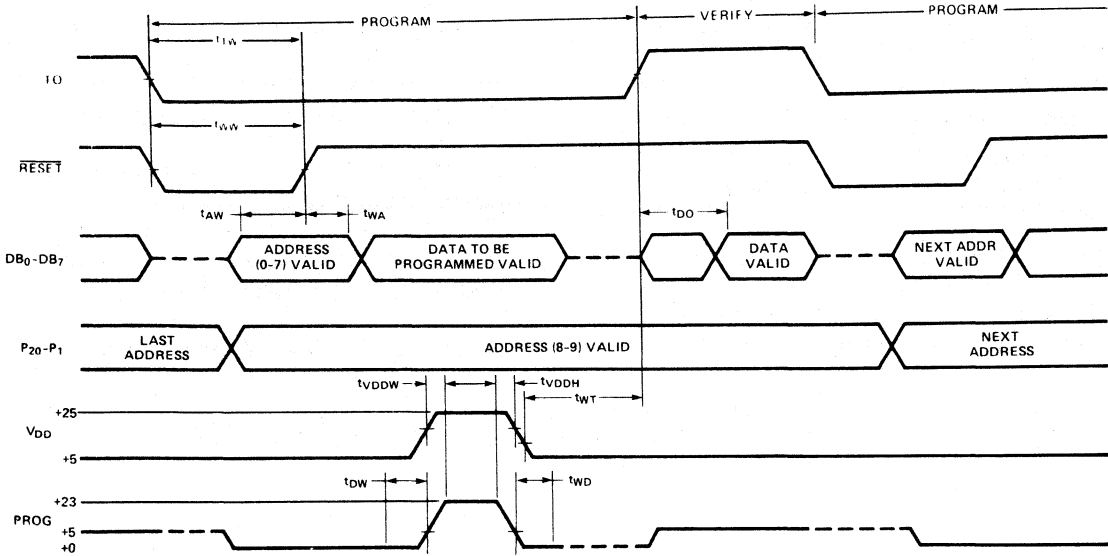 PROGRAM
VERIFY
PROGRAM
tTW
TO
tWW
RESET
tAW
tWA
tDO
DB0-DB7
ADDRESS
(0-7) VALID
DATA TO BE
PROGRAMMED VALID
DATA
VALID
NEXT ADDR
VALID
P20-P1
LAST
ADDRESS
ADDRESS (8-9) VALID
NEXT
ADDRESS
tVDDW
tVDDH
tWT
+25
VDD
+5
tDW
tWD
+23
PROG
+5
+0